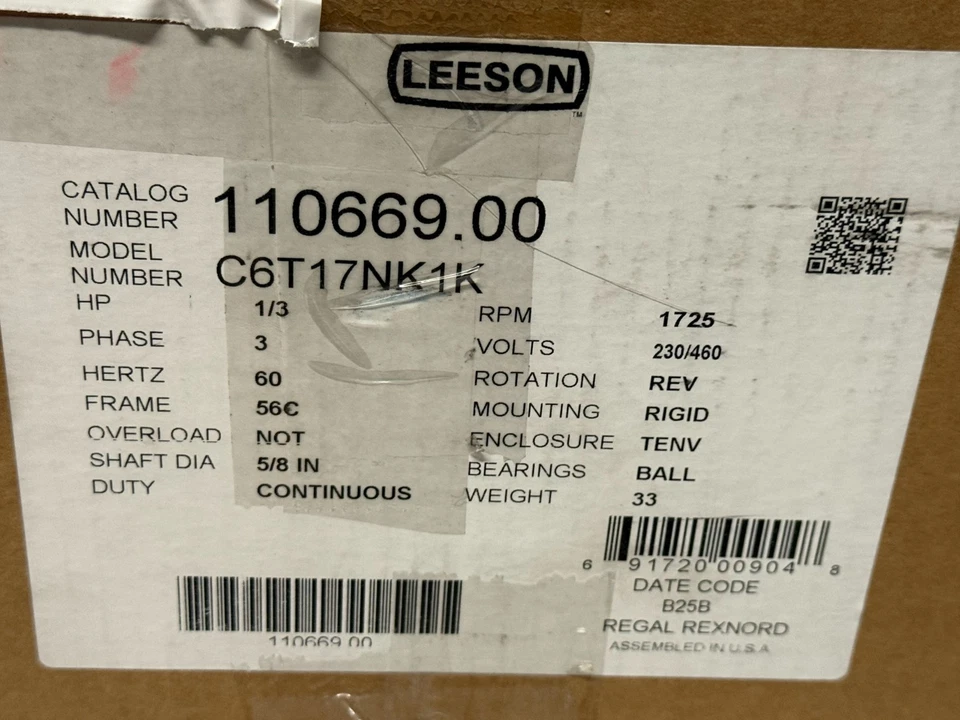 LEESON
TM
CATALOG NUMBER 110669.00
MODEL NUMBER C6T17NK1K
HP 1/3 RPM 1725
PHASE 3 VOLTS 230/460
HERTZ 60 ROTATION REV
FRAME 56C MOUNTING RIGID
OVERLOAD NOT ENCLOSURE TENV
SHAFT DIA 5/8 IN BEARINGS BALL
DUTY CONTINUOUS WEIGHT 33
6 91720 00904 8
DATE CODE
B25B
REGAL REXNORD
ASSEMBLED IN U.S.A
110669.00